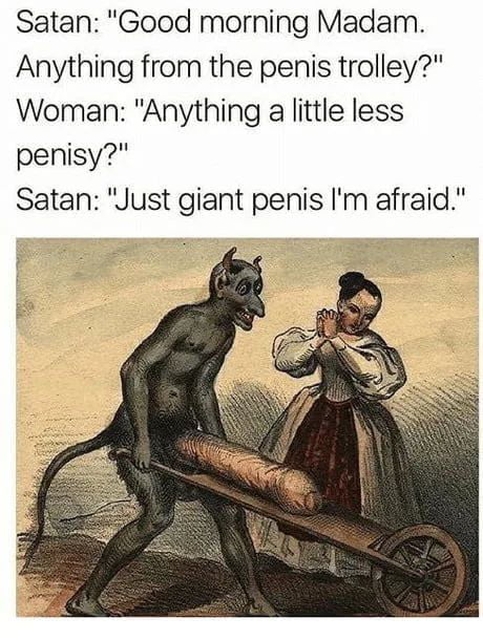 Satan: "Good morning Madam.
Anything from the penis trolley?"
Woman: "Anything a little less
penisy?"
Satan: "Just giant penis I'm afraid."